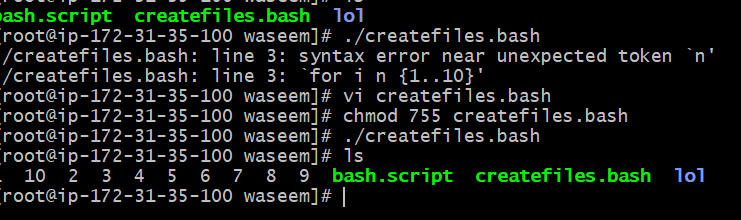 bash.script createfiles.bash lol
[root@ip-172-31-35-100 waseem]# ./createfiles.bash
./createfiles.bash: line 3: syntax error near unexpected token `n'
./createfiles.bash: line 3: `for i n {1..10}'
[root@ip-172-31-35-100 waseem]# vi createfiles.bash
[root@ip-172-31-35-100 waseem]# chmod 755 createfiles.bash
[root@ip-172-31-35-100 waseem]# ./createfiles.bash
[root@ip-172-31-35-100 waseem]# ls
1 10 2 3 4 5 6 7 8 9 bash.script createfiles.bash lol
[root@ip-172-31-35-100 waseem]#